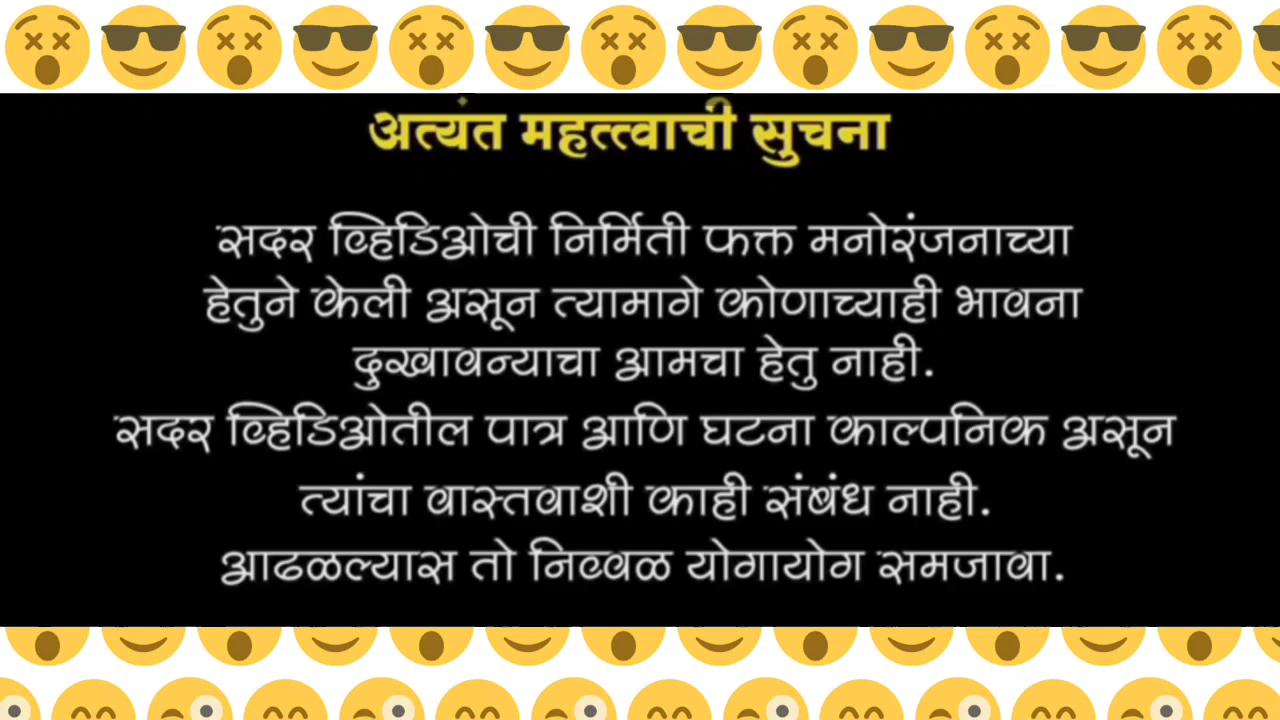 अत्यंत महत्त्वाची सुचना
सदर व्हिडिओची निर्मिती फक्त मनोरंजनाच्या
हेतुने केली असून त्यामागे कोणाच्याही भावना
दुखावन्याचा आमचा हेतु नाही.
सदर व्हिडिओतील पात्र आणि घटना काल्पनिक असून
त्यांचा वास्तवाशी काही संबंध नाही.
आढळल्यास तो निव्वळ योगायोग समजावा.